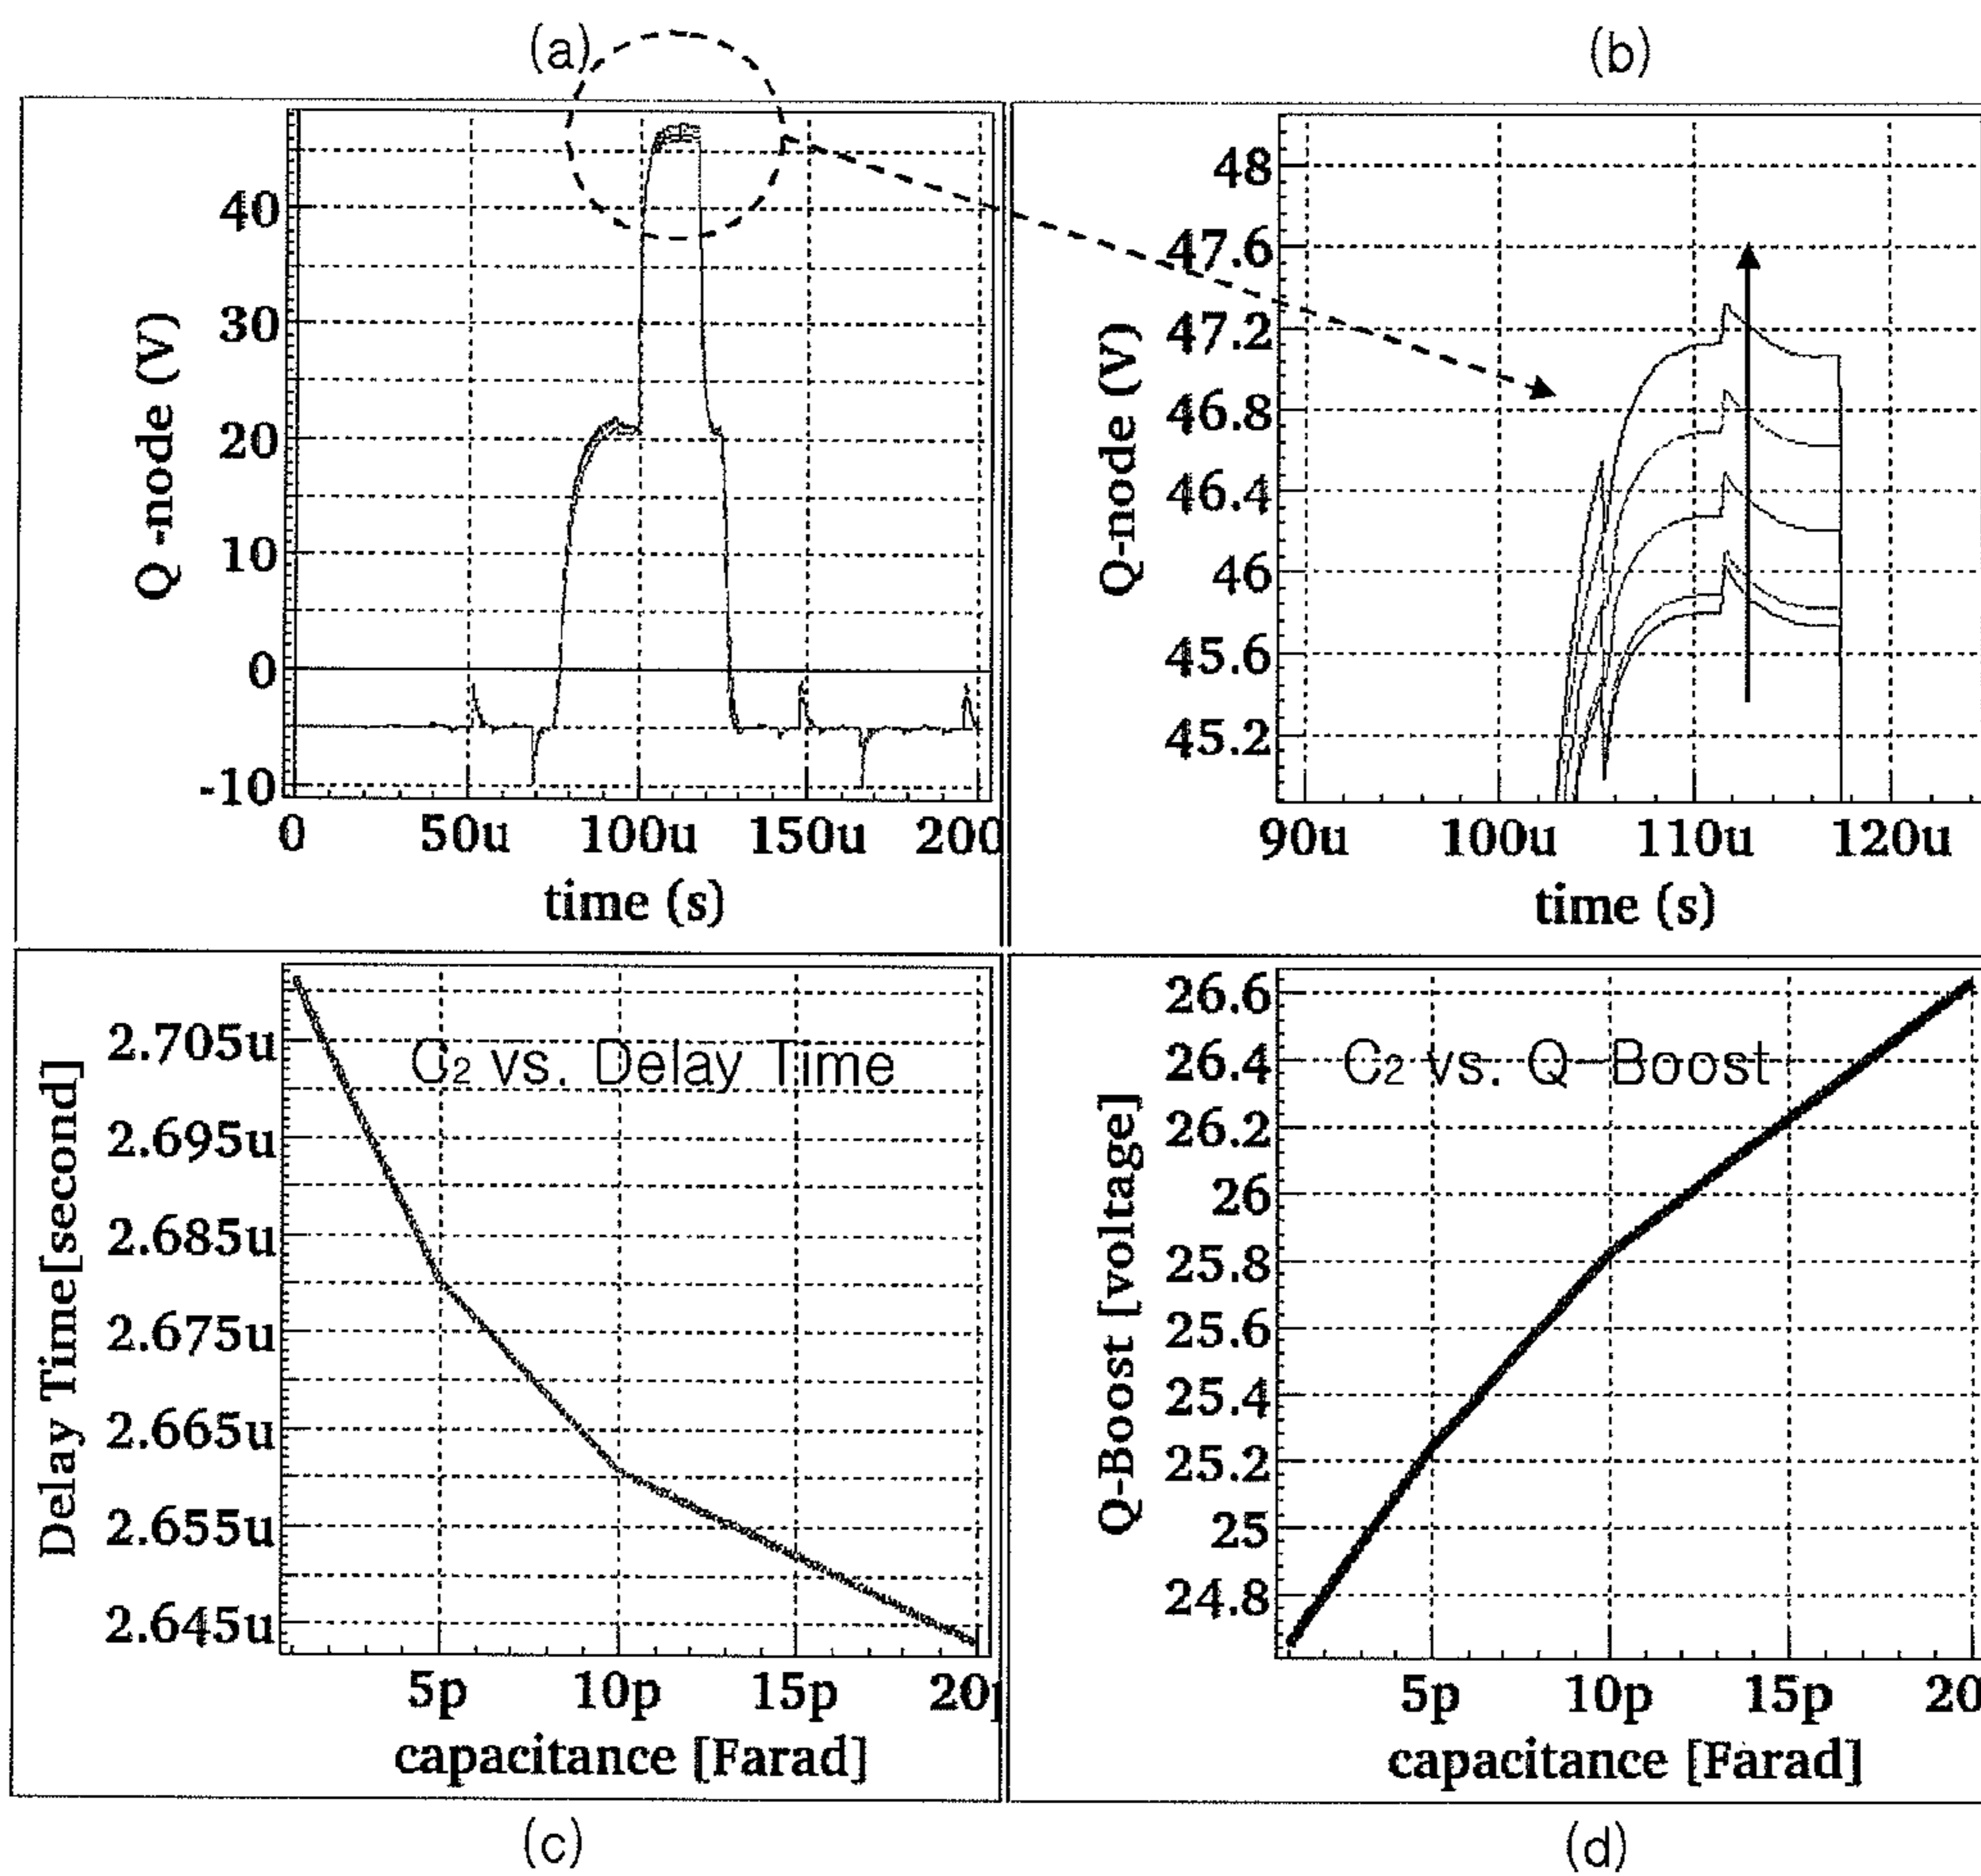 (a)
(b)
Q -node (V)
40
30
20
10
0
-10
0 50u 100u 150u 200
time (s)
Q-node (V)
48
47.6
47.2
46.8
46.4
46
45.6
45.2
90u 100u 110u 120u
time (s)
C2 vs. Delay Time
Delay Time[second]
2.705u
2.695u
2.685u
2.675u
2.665u
2.655u
2.645u
5p 10p 15p 20p
capacitance [Farad]
C2 vs. Q-Boost
Q-Boost [voltage]
26.6
26.4
26.2
26
25.8
25.6
25.4
25.2
25
24.8
5p 10p 15p 20
capacitance [Farad]
(c)
(d)